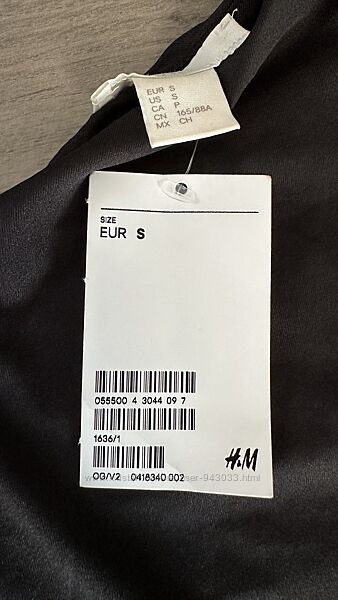 EUR S
US S
CA P
CN 165/88A
MX CH
SIZE
EUR S
055500 4 3044 09 7
1636/1
H&M
OG/V2 0418340 002